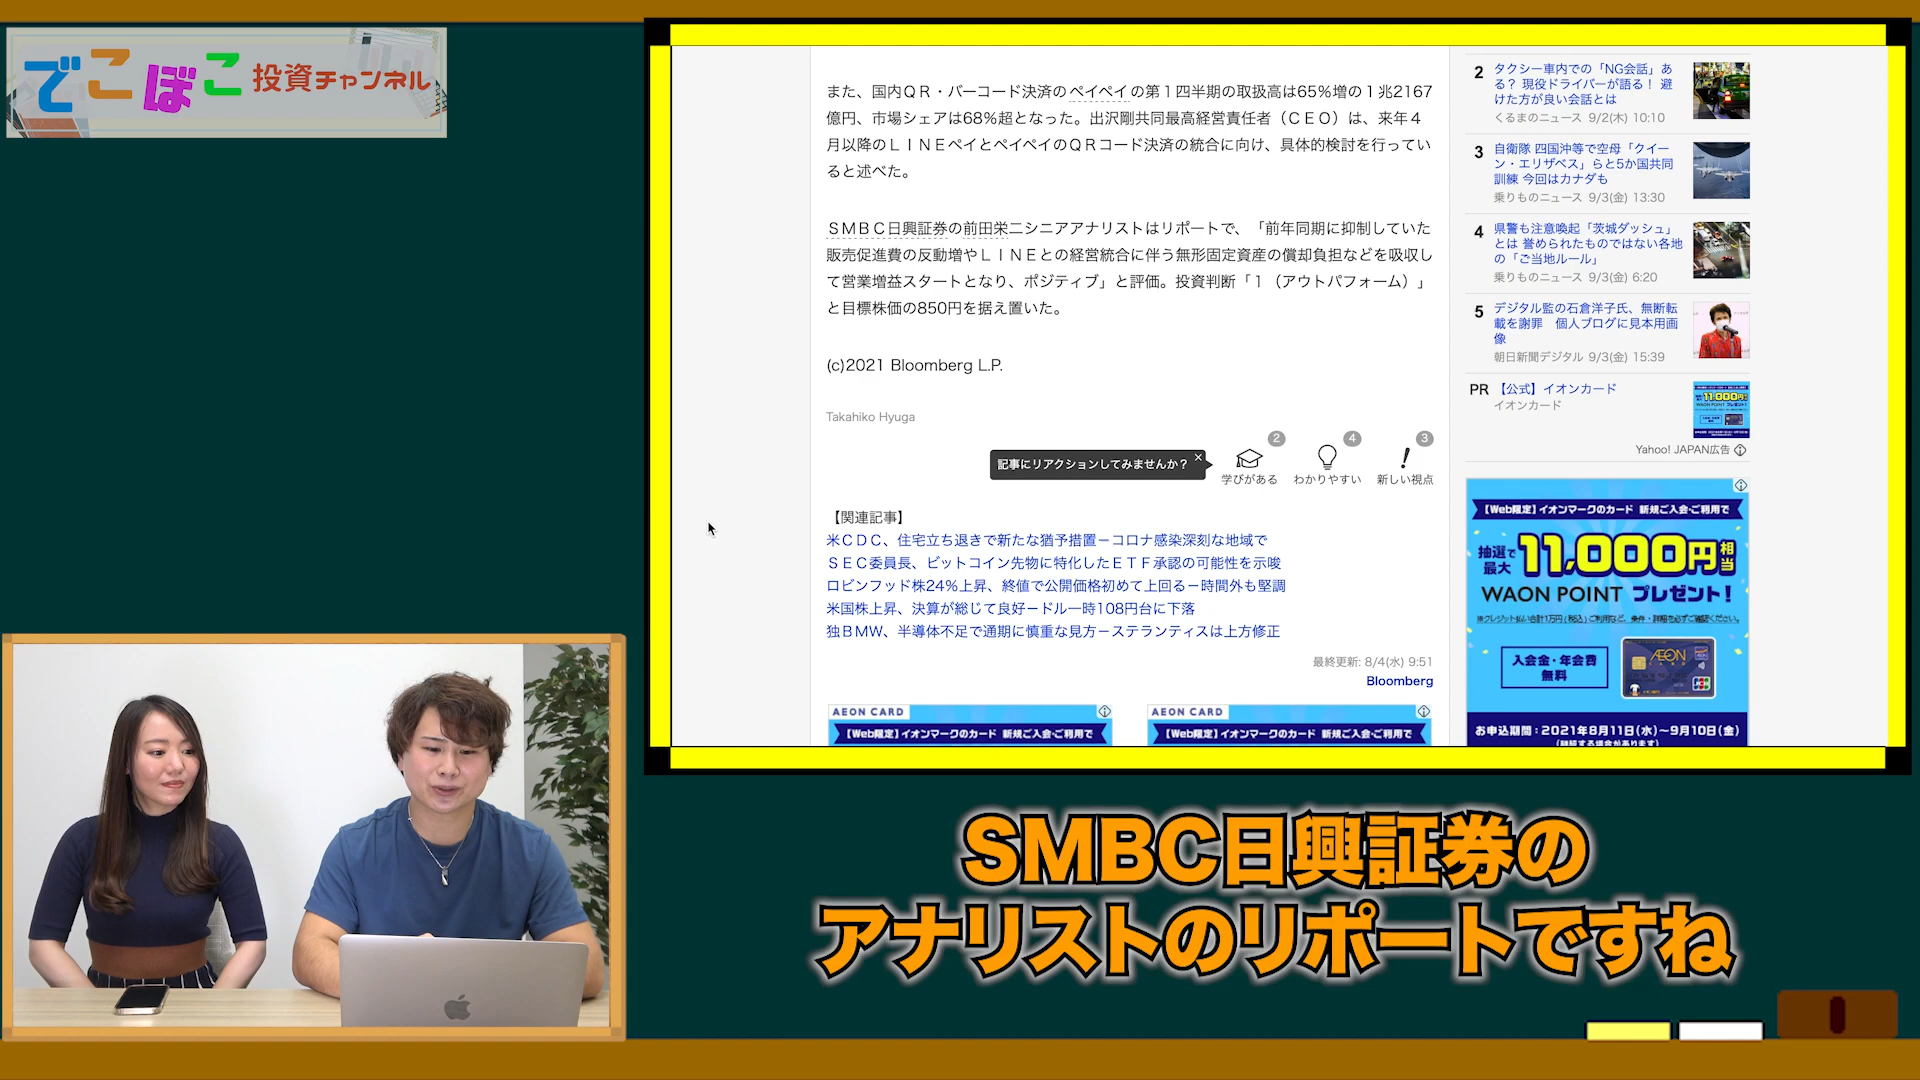 でこぼこ投資チャンネル
また、国内ＱＲ・バーコード決済のペイペイの第１四半期の取扱高は65％増の１兆2167
億円、市場シェアは68％超となった。出沢剛共同最高経営責任者（ＣＥＯ）は、来年４
月以降のＬＩＮＥペイとペイペイのＱＲコード決済の統合に向け、具体的検討を行ってい
ると述べた。
ＳＭＢＣ日興証券の前田栄二シニアアナリストはリポートで、「前年同期に抑制していた
販売促進費の反動増やＬＩＮＥとの経営統合に伴う無形固定資産の償却負担などを吸収し
て営業増益スタートとなり、ポジティブ」と評価。投資判断「１（アウトパフォーム）」
と目標株価の850円を据え置いた。
(c)2021 Bloomberg L.P.
Takahiko Hyuga
記事にリアクションしてみませんか？ ×
2
学びがある
4
わかりやすい
3
新しい視点
【関連記事】
米ＣＤＣ、住宅立ち退きで新たな猶予措置－コロナ感染深刻な地域で
ＳＥＣ委員長、ビットコイン先物に特化したＥＴＦ承認の可能性を示唆
ロビンフッド株24％上昇、終値で公開価格初めて上回る－時間外も堅調
米国株上昇、決算が総じて良好－ドル一時108円台に下落
独ＢＭＷ、半導体不足で通期に慎重な見方－ステランティスは上方修正
最終更新: 8/4(水) 9:51
Bloomberg
AEON CARD
【Web限定】イオンマークのカード 新規ご入会・ご利用で
AEON CARD
【Web限定】イオンマークのカード 新規ご入会・ご利用で
2 タクシー車内での「NG会話」あ
る？ 現役ドライバーが語る！ 避
けた方が良い会話とは
くるまのニュース 9/2(木) 10:10
3 自衛隊 四国沖等で空母「クイー
ン・エリザベス」らと5か国共同
訓練 今回はカナダも
乗りものニュース 9/3(金) 13:30
4 県警も注意喚起「茨城ダッシュ」
とは 誉められたものではない各地
の「ご当地ルール」
乗りものニュース 9/3(金) 6:20
5 デジタル監の石倉洋子氏、無断転
載を謝罪　個人ブログに見本用画
像
朝日新聞デジタル 9/3(金) 15:39
PR 【公式】イオンカード
イオンカード
Yahoo! JAPAN広告
【Web限定】イオンマークのカード 新規ご入会・ご利用で
抽選で
最大
11,000円相当
WAON POINT プレゼント！
入会金・年会費
無料
AEON
JCB
お申込期間：2021年8月11日(水)～9月10日(金)
SMBC日興証券の
アナリストのリポートですね